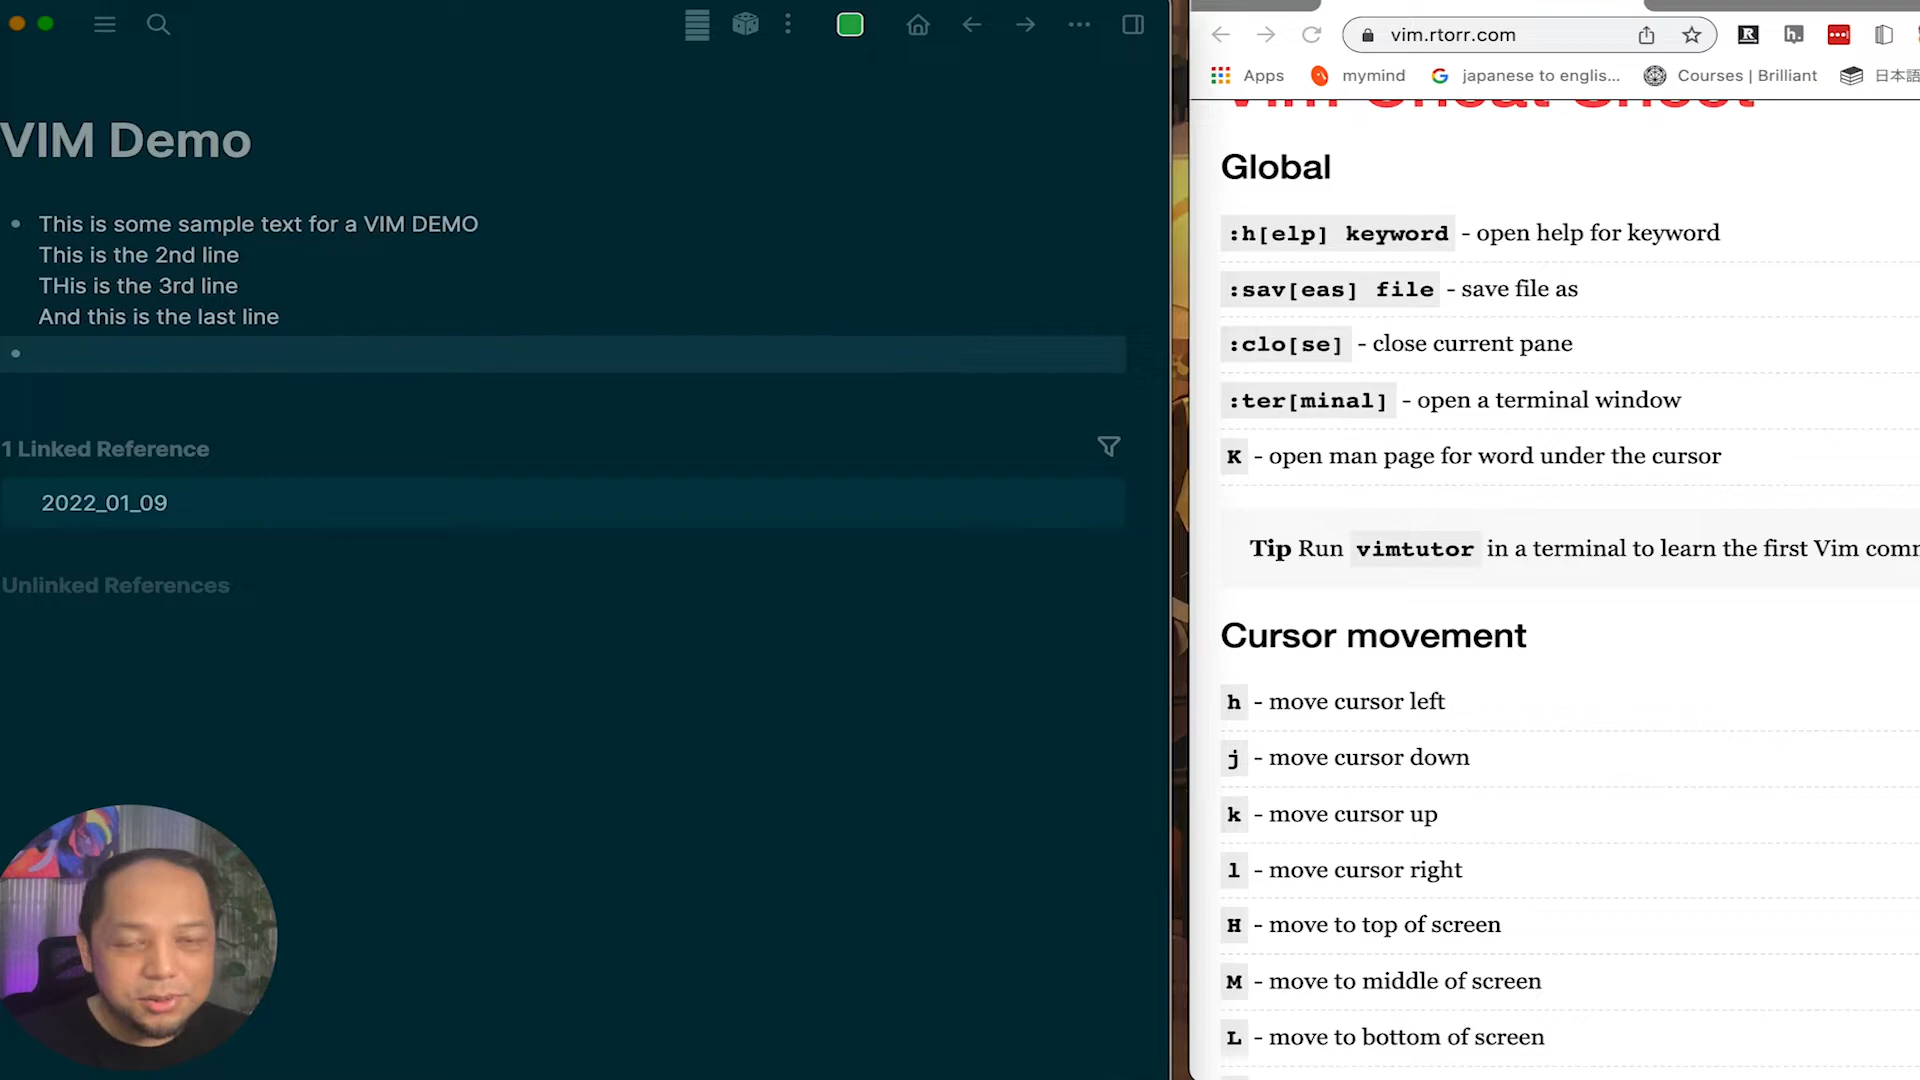 VIM Demo
This is some sample text for a VIM DEMO
This is the 2nd line
THis is the 3rd line
And this is the last line
1 Linked Reference
2022_01_09
Unlinked References
vim.rtorr.com
R
h.
Apps
mymind
G
japanese to englis...
Courses | Brilliant
日本語
Vim Cheat Sheet
Global
:h[elp] keyword - open help for keyword
:sav[eas] file - save file as
:clo[se] - close current pane
:ter[minal] - open a terminal window
K - open man page for word under the cursor
Tip Run vimtutor in a terminal to learn the first Vim comm
Cursor movement
h - move cursor left
j - move cursor down
k - move cursor up
l - move cursor right
H - move to top of screen
M - move to middle of screen
L - move to bottom of screen